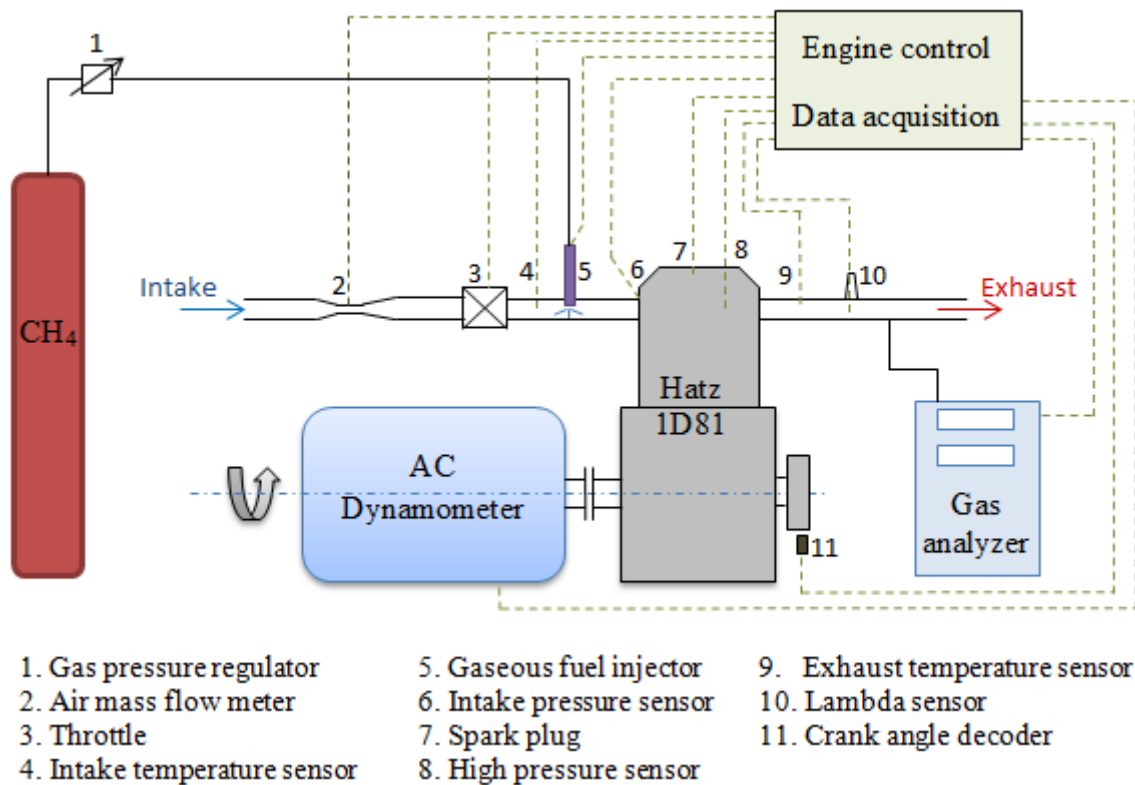 1
Engine control
Data acquisition
CH₄
Intake
2
3
4
5
6
7
8
9
10
Exhaust
Hatz
1D81
AC
Dynamometer
11
Gas
analyzer
1. Gas pressure regulator
2. Air mass flow meter
3. Throttle
4. Intake temperature sensor
5. Gaseous fuel injector
6. Intake pressure sensor
7. Spark plug
8. High pressure sensor
9. Exhaust temperature sensor
10. Lambda sensor
11. Crank angle decoder